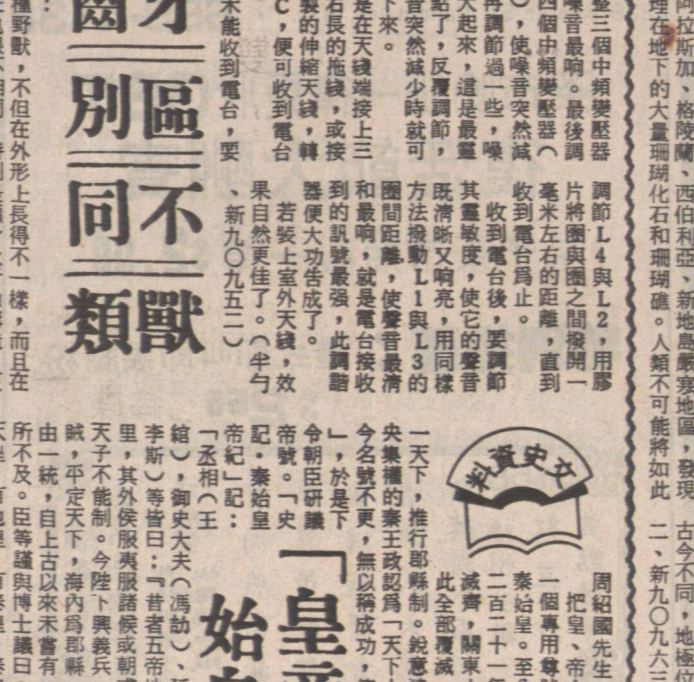 阿拉斯加、格陵蘭、西伯利亞、新地島嚴寒地區,發現
埋在地下的大量珊瑚化石和珊瑚礁。人類不可能將如此
古今不同,地極位
二、新九〇九六三
整三個中頻變壓器
噪音最响。最後調
四個中頻變壓器(
),使噪音突然減
再調節過一些,噪
大起來,這是最靈
點了,反覆調節,
音突然減少時就可
下來。
是在天綫端接上三
右長的拖綫,或接
製的伸縮天綫,轉
C,便可收到電台
未能收到電台,要
調節L4與L2,用膠
片將圈與圈之間撥開一
毫米左右的距離,直到
收到電台爲止。
收到電台後,要調節
其靈敏度,使它的聲音
既清晰又响亮,用同樣
方法撥動L1與L3的
圈間距離,使聲音最清
和最响,就是電台接收
到的訊號最强,此調諧
器便大功告成了。
若裝上室外天綫,效
果自然更佳了。(半勻
、新九〇九五二)
牙區不獸
齒別同類
種野獸,不但在外形上長得不一樣,而且在
文史資料
周紹國先生
把皇、帝
一個專用尊
秦始皇。至
二百二十一年
滅齊,關東
此全部覆滅
一天下,推行郡縣制。銳意
央集權的秦王政認爲「天下
今名號不更,無以稱成功,
」,於是下
令朝臣研議
帝號。「史
記·秦始皇
帝紀」記:
「丞相(王
綰)、御史大夫(馮劫)、廷
李斯)等皆曰:『昔者五帝地
里,其外侯服夷服諸候或朝或
天子不能制。今陛下興義兵
賊,平定天下,海內爲郡縣
由一統,自上古以來未嘗有
所不及。臣等謹與博士議曰
「皇帝
始